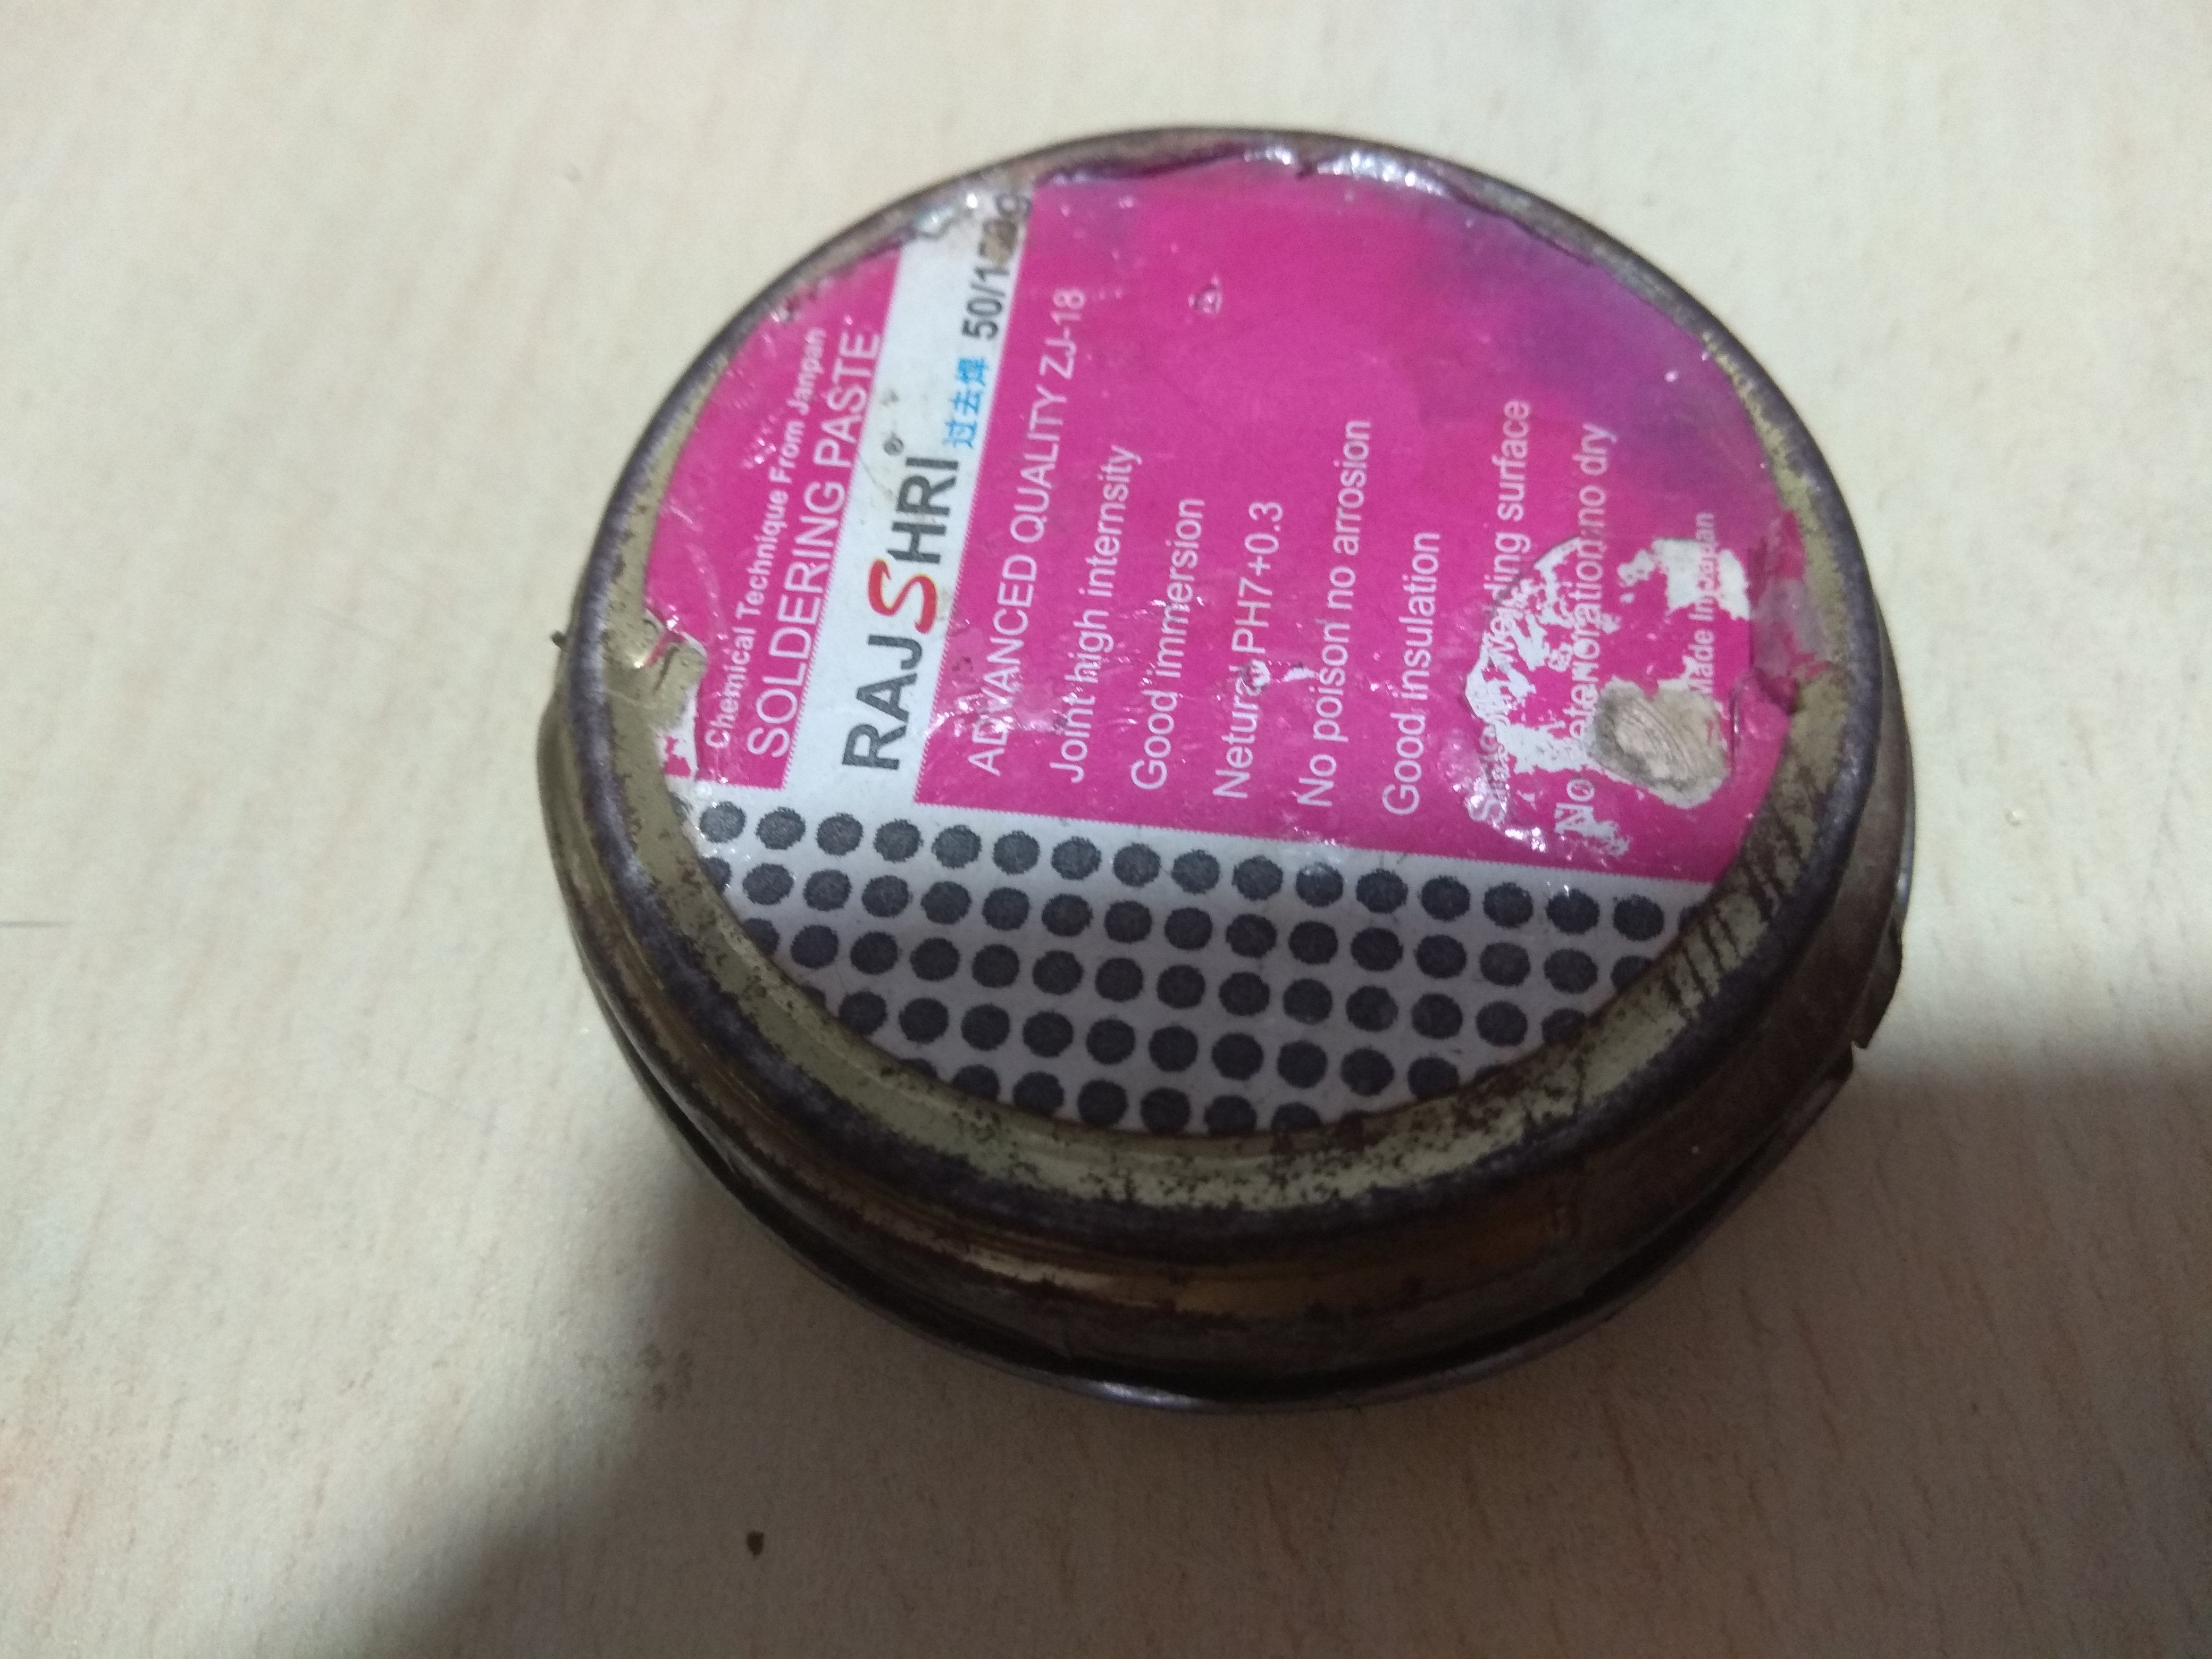 Chemical Technique From Janpan
SOLDERING PASTE
RAJSHRI®
过去焊 50/1
ADVANCED QUALITY ZJ-18
Joint high internsity
Good immersion
Netural PH7+0.3
No poison no arrosion
Good insulation
surface
No no dry
Made In